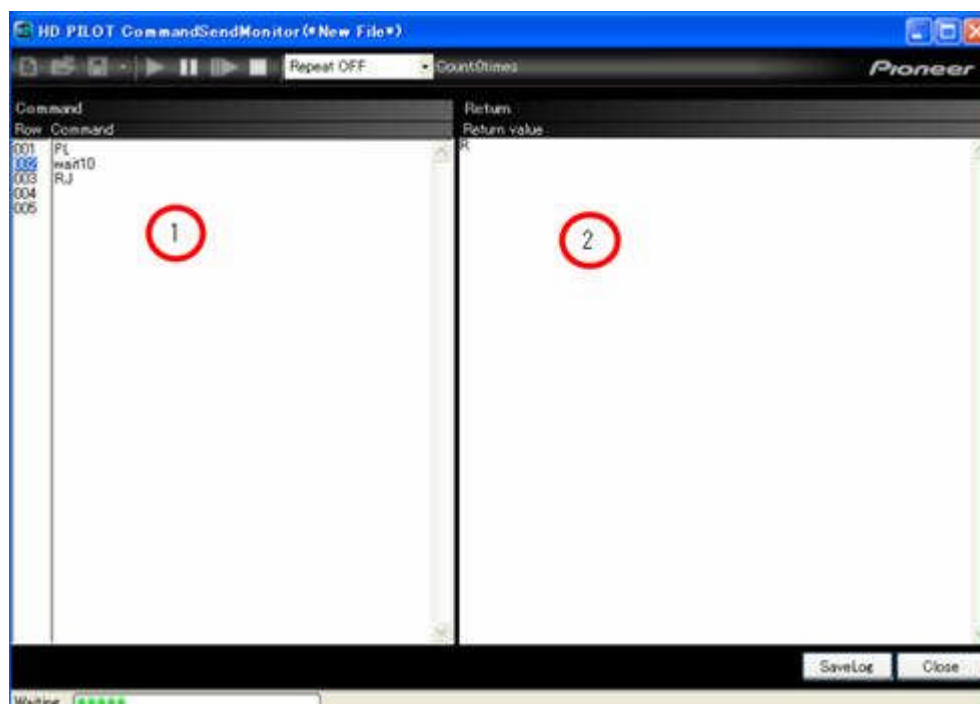 HD PILOT CommandSendMonitor(*New File*)
Repeat OFF
Count0times
Pioneer
Command
Return
Row Command
Return value
001 PL
R
002 wait10
003 RJ
004
005
1
2
SaveLog
Close
Waiting